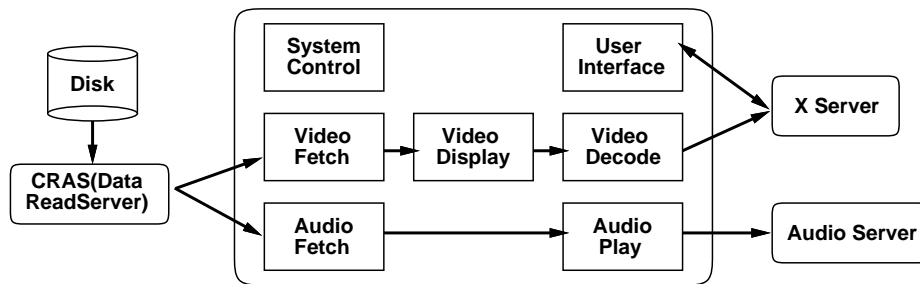 System
Control
User
Interface
Disk
X Server
Video
Fetch
Video
Display
Video
Decode
CRAS(Data
ReadServer)
Audio
Fetch
Audio
Play
Audio Server